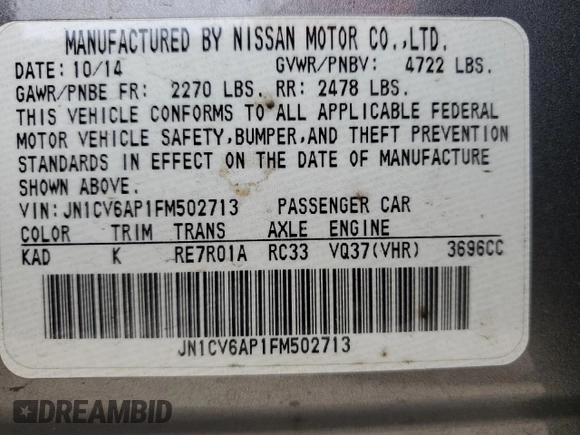 MANUFACTURED BY NISSAN MOTOR CO.,LTD.
DATE: 10/14 GVWR/PNBV: 4722 LBS.
GAWR/PNBE FR: 2270 LBS. RR: 2478 LBS.
THIS VEHICLE CONFORMS TO ALL APPLICABLE FEDERAL
MOTOR VEHICLE SAFETY,BUMPER,AND THEFT PREVENTION
STANDARDS IN EFFECT ON THE DATE OF MANUFACTURE
SHOWN ABOVE.
VIN:JN1CV6AP1FM502713 PASSENGER CAR
COLOR TRIM TRANS AXLE ENGINE
KAD K RE7R01A RC33 VQ37(VHR) 3696CC
JN1CV6AP1FM502713
DREAMBID